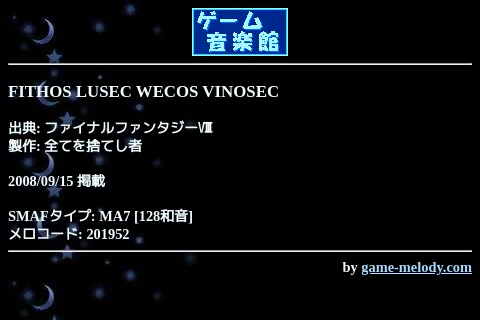 ゲーム
音楽館
FITHOS LUSEC WECOS VINOSEC
出典: ファイナルファンタジーⅧ
製作: 全てを捨てし者
2008/09/15 掲載
SMAFタイプ: MA7 [128和音]
メロコード: 201952
by game-melody.com